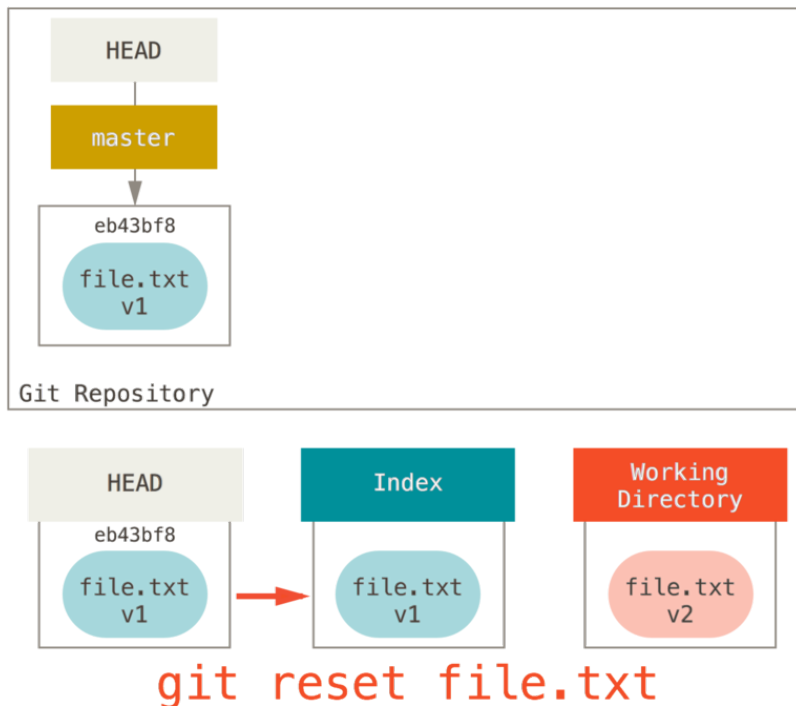 HEAD
master
eb43bf8
file.txt
v1
Git Repository
HEAD
eb43bf8
file.txt
v1
Index
file.txt
v1
Working
Directory
file.txt
v2
git reset file.txt